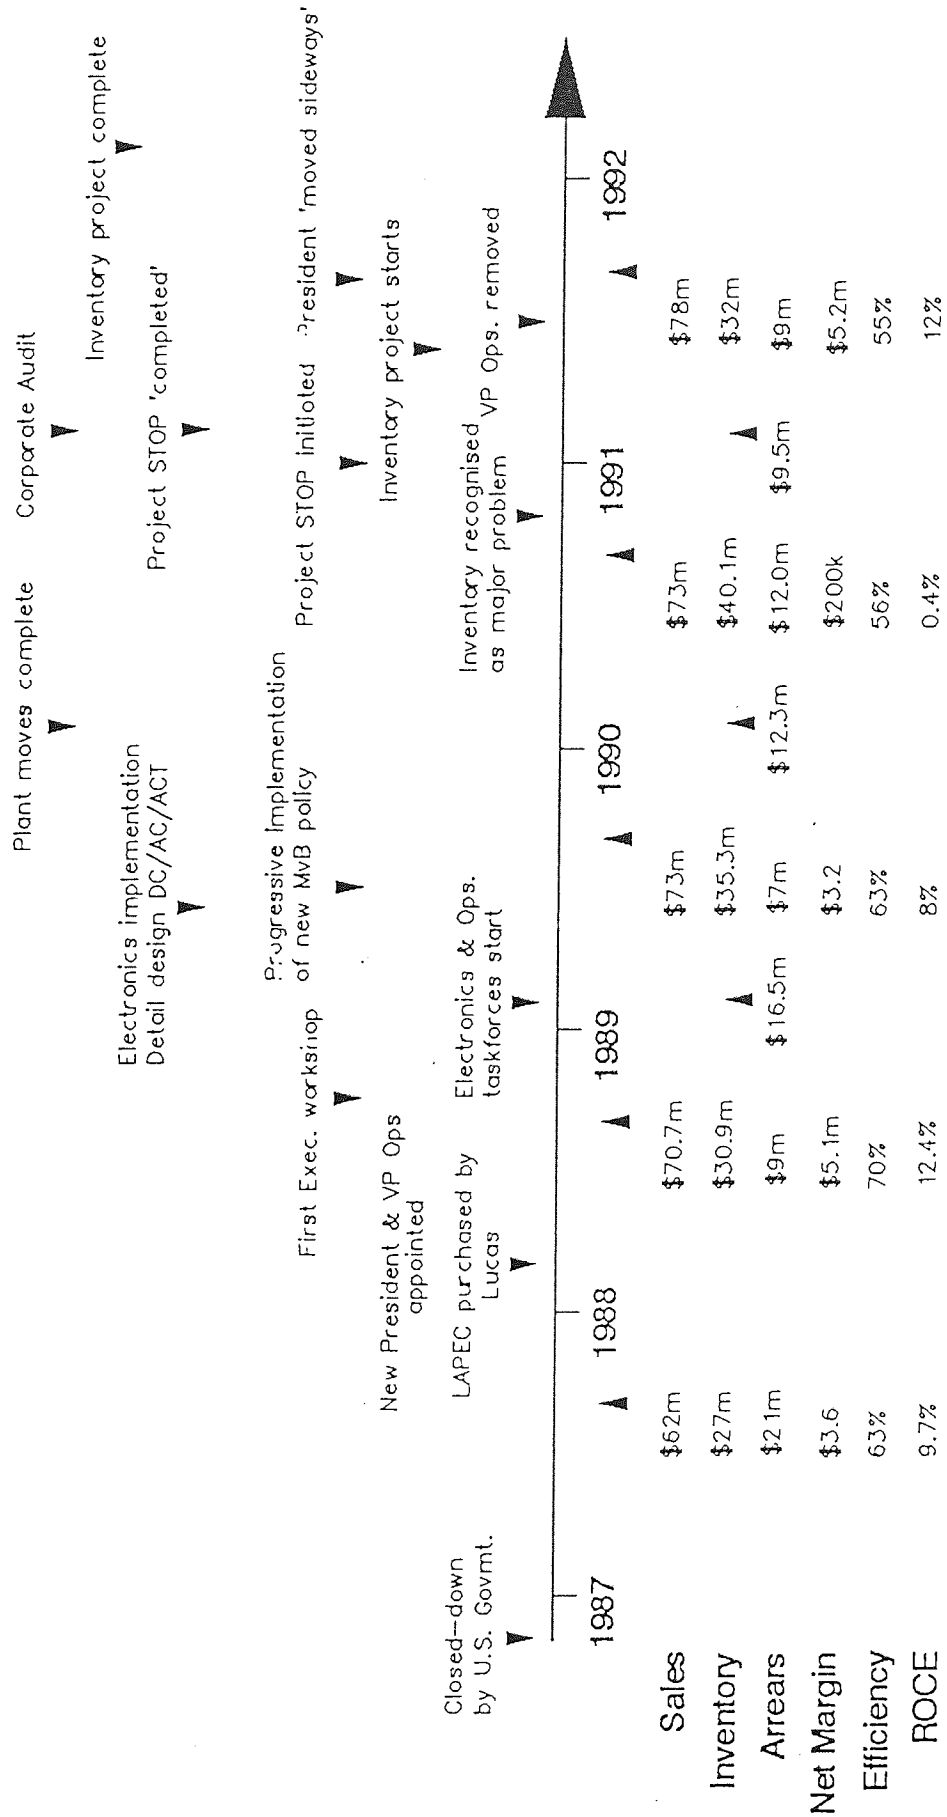 Plant moves complete
Corporate Audit
Inventory project complete
Electronics implementation
Detail design DC/AC/ACT
Project STOP 'completed'
Progressive Implementation
of new MvB policy
First Exec. workshop
Project STOP initiated
President 'moved sideways'
New President & VP Ops
appointed
Inventory project starts
Closed-down
by U.S. Govmt.
LAPEC purchased by
Lucas
Electronics & Ops.
taskforces start
Inventory recognised
as major problem
VP Ops. removed
1987 1988 1989 1990 1991 1992
Sales $62m $70.7m $73m $73m $78m
Inventory $27m $30.9m $35.3m $40.1m $32m
Arrears $21m $9m $16.5m $7m $12.3m $12.0m $9.5m $9m
Net Margin $3.6 $5.1m $3.2 $200k $5.2m
Efficiency 63% 70% 63% 56% 55%
ROCE 9.7% 12.4% 8% 0.4% 12%